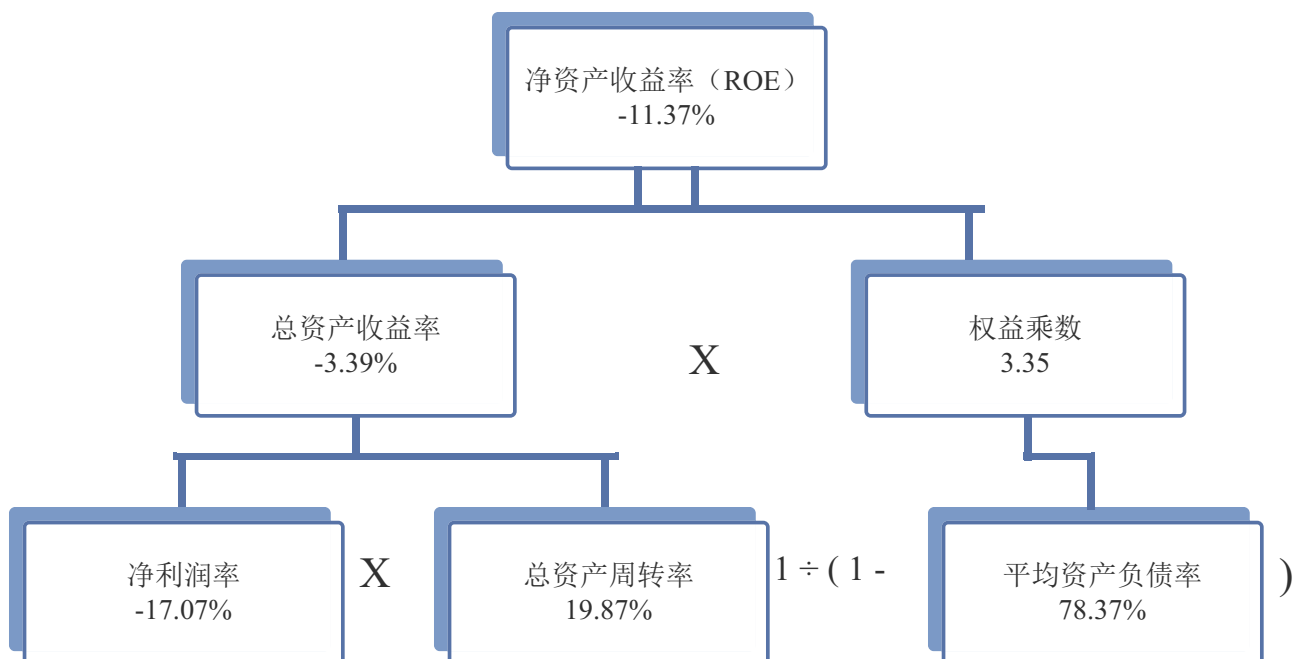 净资产收益率（ROE）
-11.37%
总资产收益率
-3.39%
X
权益乘数
3.35
净利润率
-17.07%
X
总资产周转率
19.87%
1 ÷ ( 1 -
平均资产负债率
78.37%
)